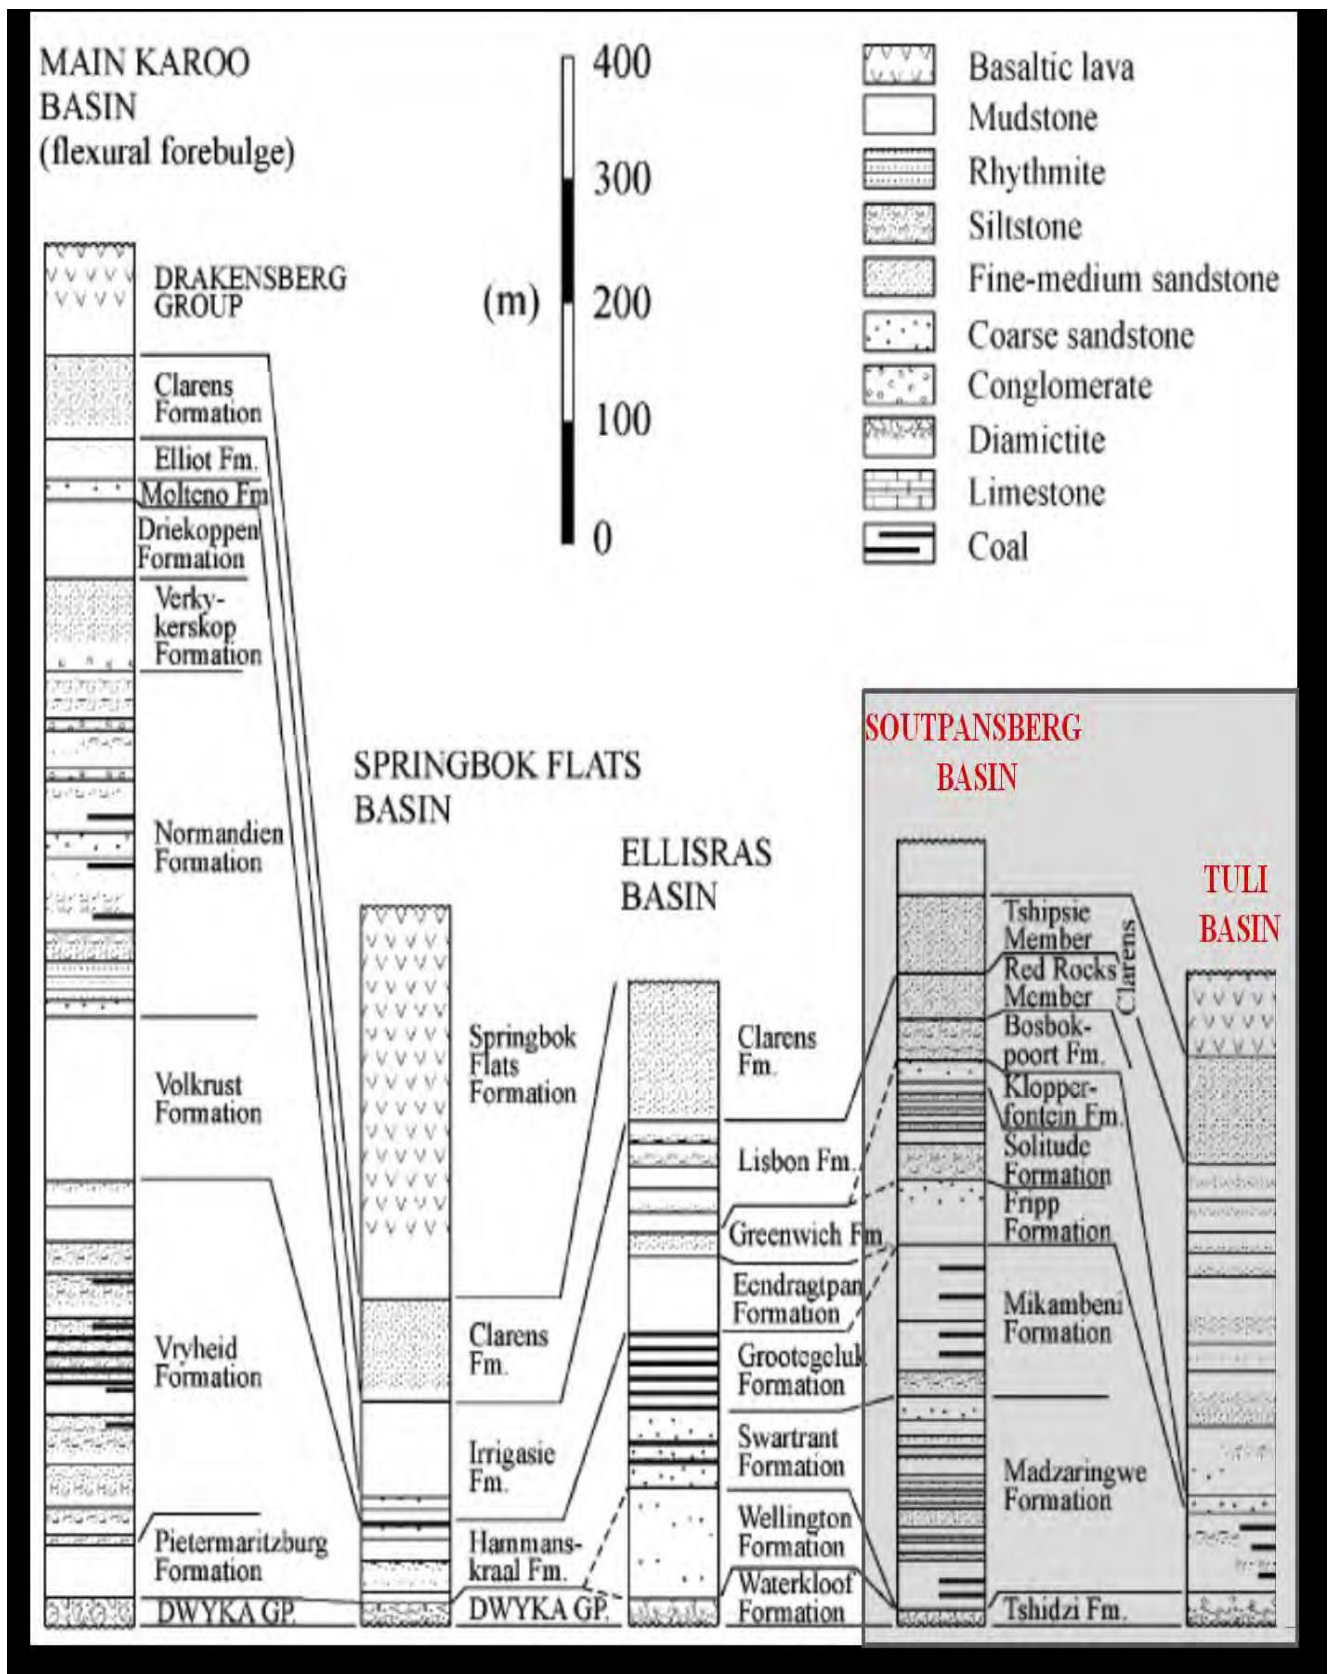 MAIN KAROO
BASIN
(flexural forebulge)
DRAKENSBERG
GROUP
Clarens
Formation
Elliot Fm.
Molteno Fm
Driekoppen
Formation
Verky-
kerskop
Formation
Normandien
Formation
Volkrust
Formation
Vryheid
Formation
Pietermaritzburg
Formation
DWYKA GP.
(m)
400
300
200
100
0
Basaltic lava
Mudstone
Rhythmite
Siltstone
Fine-medium sandstone
Coarse sandstone
Conglomerate
Diamictite
Limestone
Coal
SPRINGBOK FLATS
BASIN
Springbok
Flats
Formation
Clarens
Fm.
Irrigasie
Fm.
Hammans-
kraal Fm.
DWYKA GP.
ELLISRAS
BASIN
Clarens
Fm.
Lisbon Fm.
Greenwich Fm
Eendragtpan
Formation
Grootegeluk
Formation
Swartrant
Formation
Wellington
Formation
Waterkloof
Formation
SOUTPANSBERG
BASIN
Tshipsie
Member
Red Rocks
Member
Clarens
Bosbok-
poort Fm.
Klopper-
fontein Fm.
Solitude
Formation
Fripp
Formation
Mikambeni
Formation
Madzaringwe
Formation
Tshidzi Fm.
TULI
BASIN